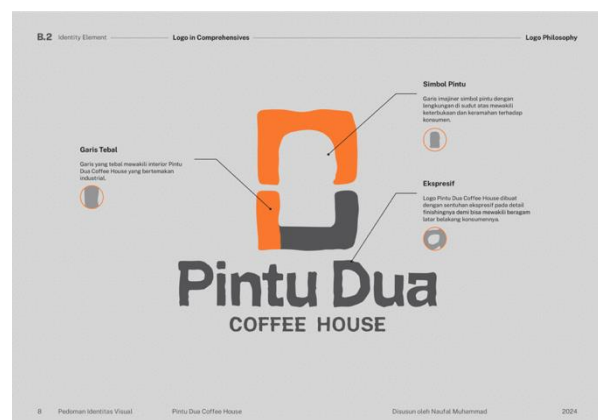 B.2 Identity Element Logo in Comprehensives Logo Philosophy
Simbol Pintu
Garis imajiner simbol pintu dengan
lengkungan di sudut atas mewakili
keterbukaan dan keramahan terhadap
konsumen.
Garis Tebal
Garis yang tebal mewakili interior Pintu
Dua Coffee House yang bertemakan
industrial.
Ekspresif
Logo Pintu Dua Coffee House dibuat
dengan sentuhan ekspresif pada detail
finishingnya demi bisa mewakili beragam
latar belakang konsumennya.
Pintu Dua
COFFEE HOUSE
8 Pedoman Identitas Visual Pintu Dua Coffee House Disusun oleh Naufal Muhammad 2024